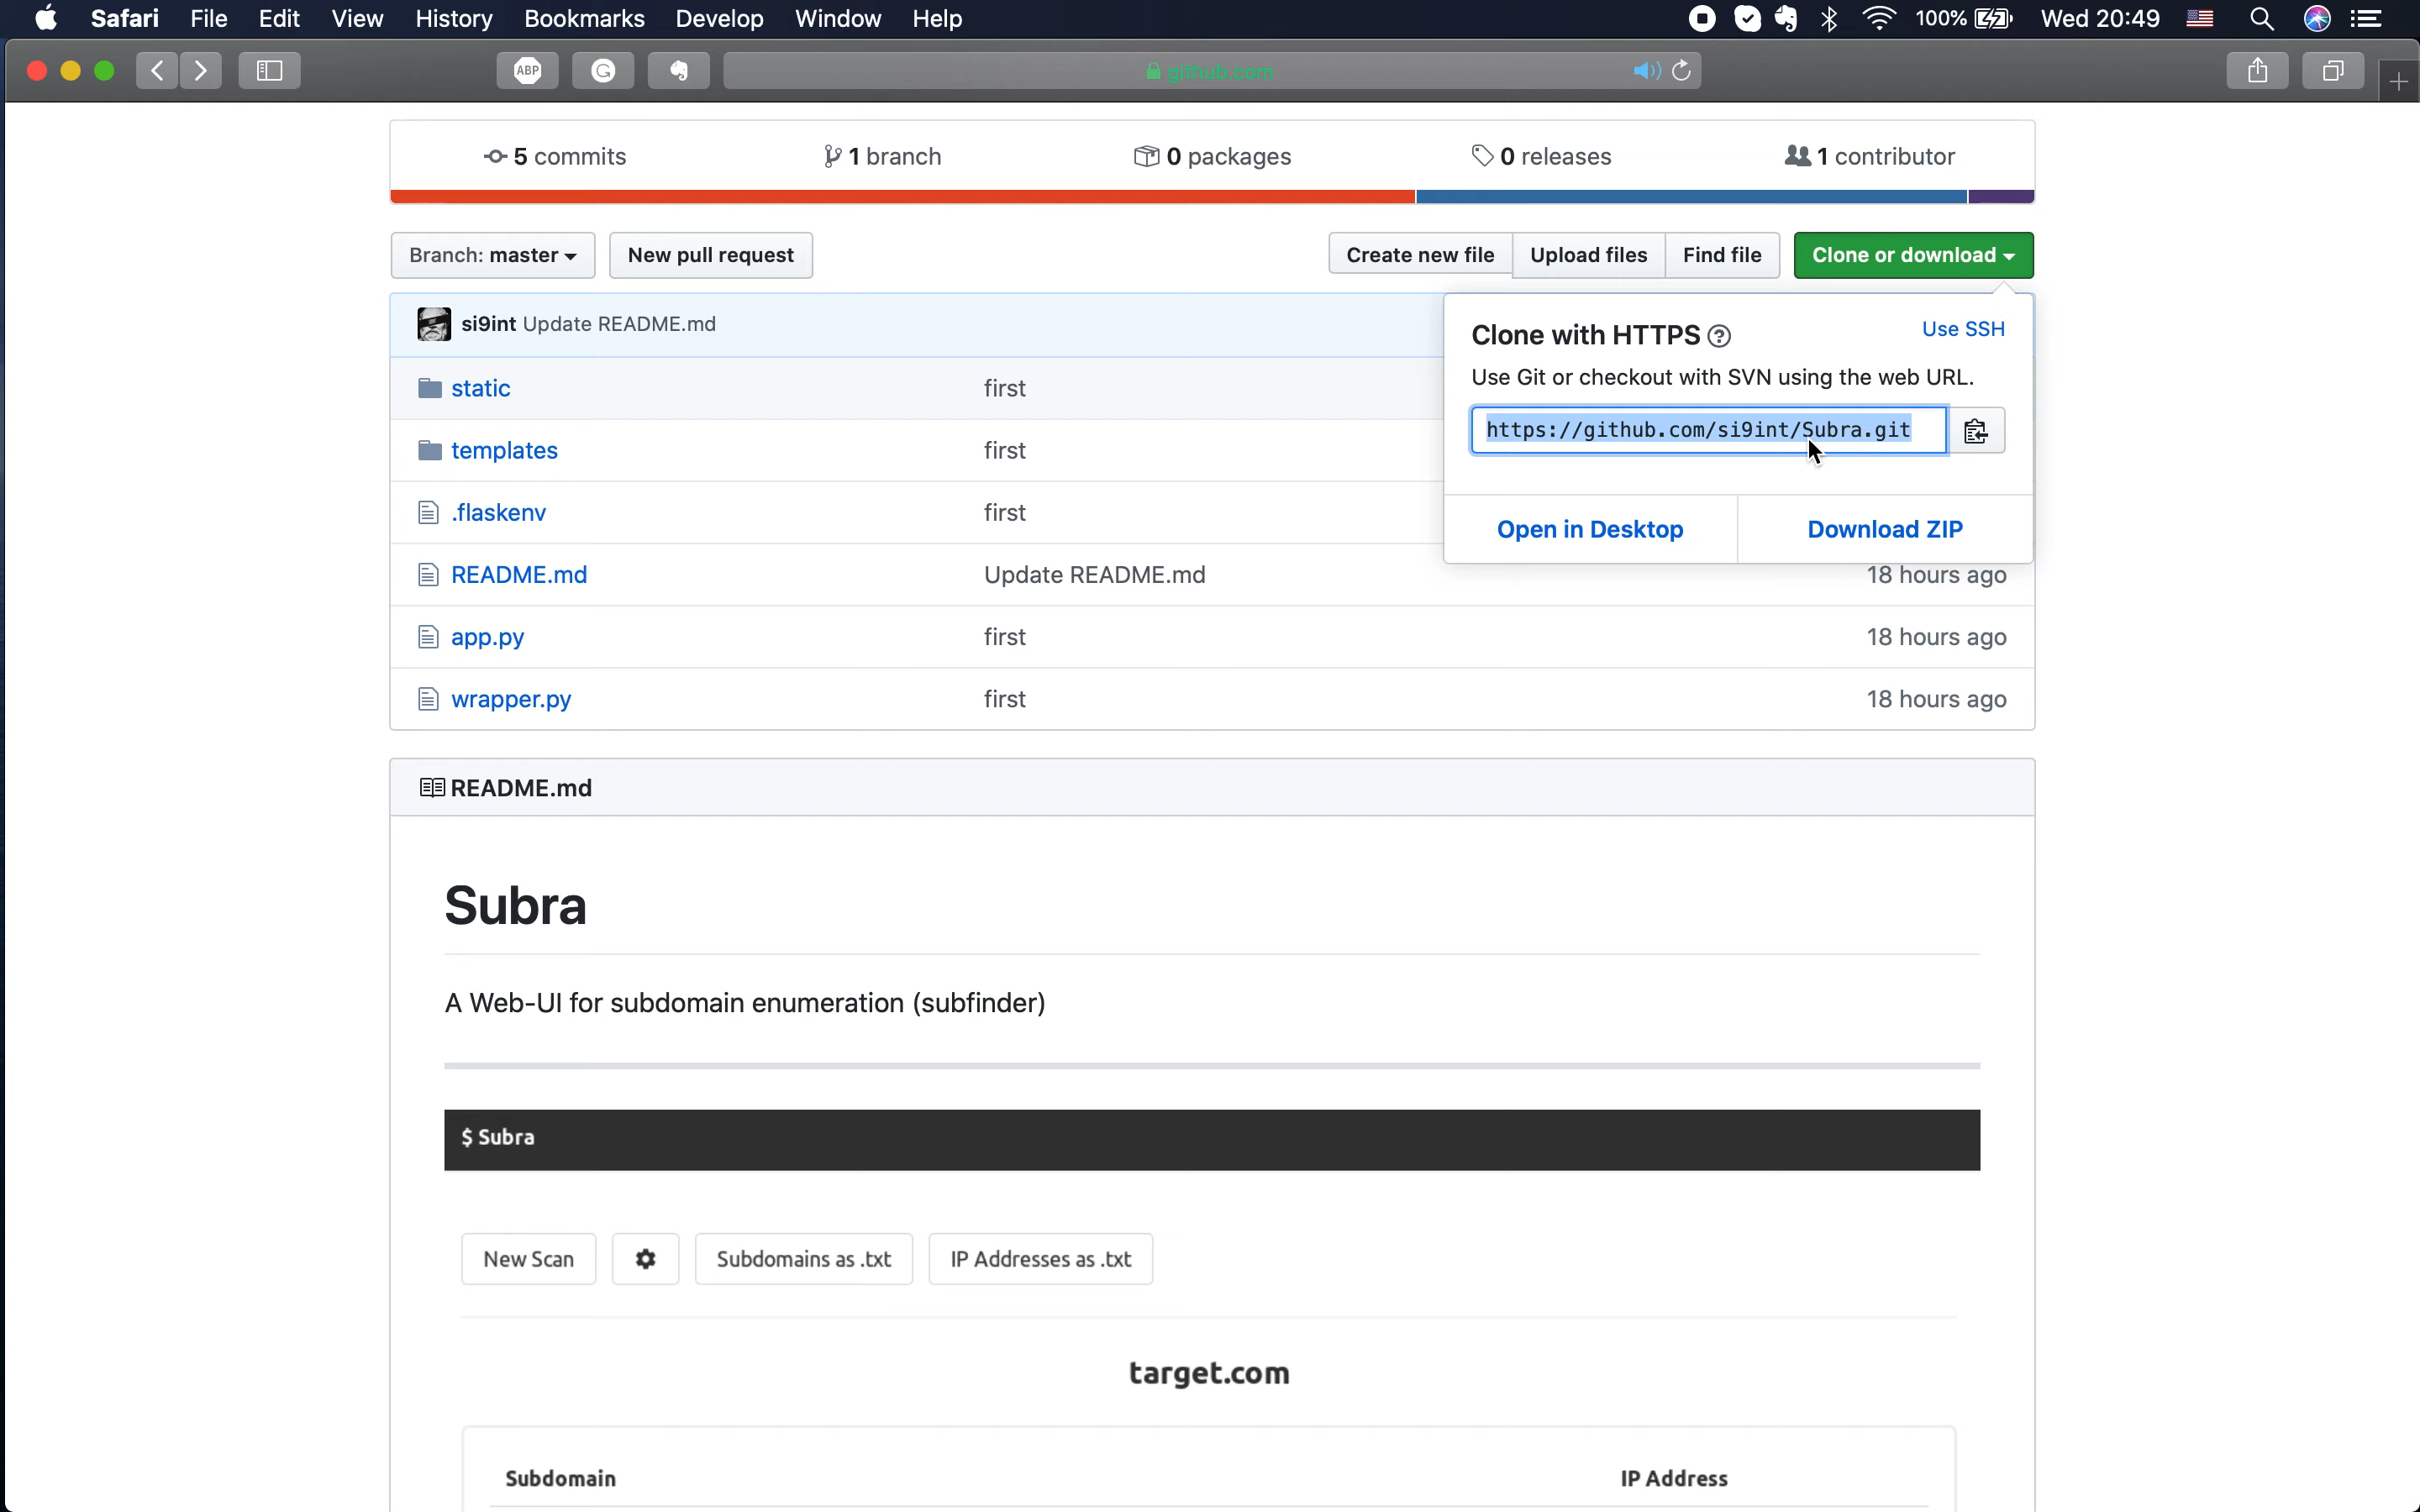 Safari File Edit View History Bookmarks Develop Window Help 100% Wed 20:49
ABP G github.com
5 commits 1 branch 0 packages 0 releases 1 contributor
Branch: master New pull request Create new file Upload files Find file Clone or download
si9int Update README.md
Clone with HTTPS ? Use SSH
Use Git or checkout with SVN using the web URL.
https://github.com/si9int/Subra.git
Open in Desktop Download ZIP
static first
templates first
.flaskenv first
README.md Update README.md 18 hours ago
app.py first 18 hours ago
wrapper.py first 18 hours ago
README.md
Subra
A Web-UI for subdomain enumeration (subfinder)
$ Subra
New Scan Subdomains as .txt IP Addresses as .txt
target.com
Subdomain IP Address